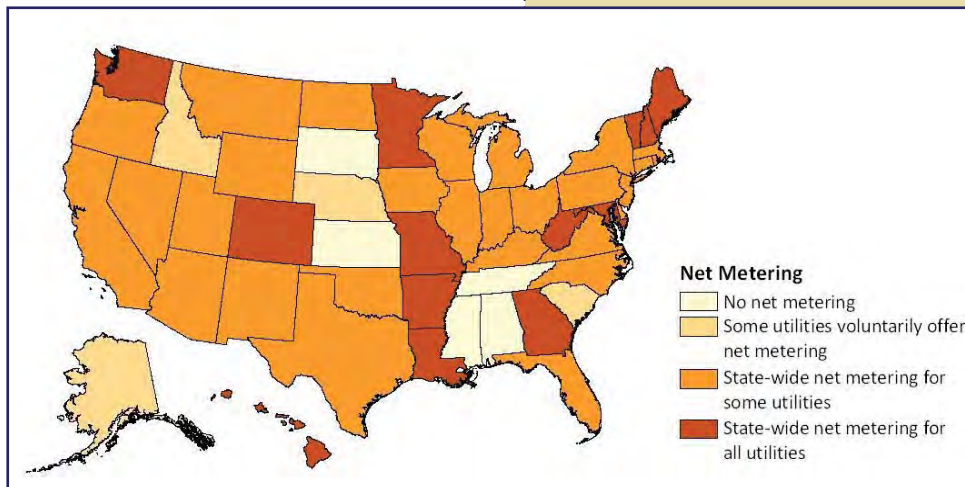 Net Metering
No net metering
Some utilities voluntarily offer
net metering
State-wide net metering for
some utilities
State-wide net metering for
all utilities